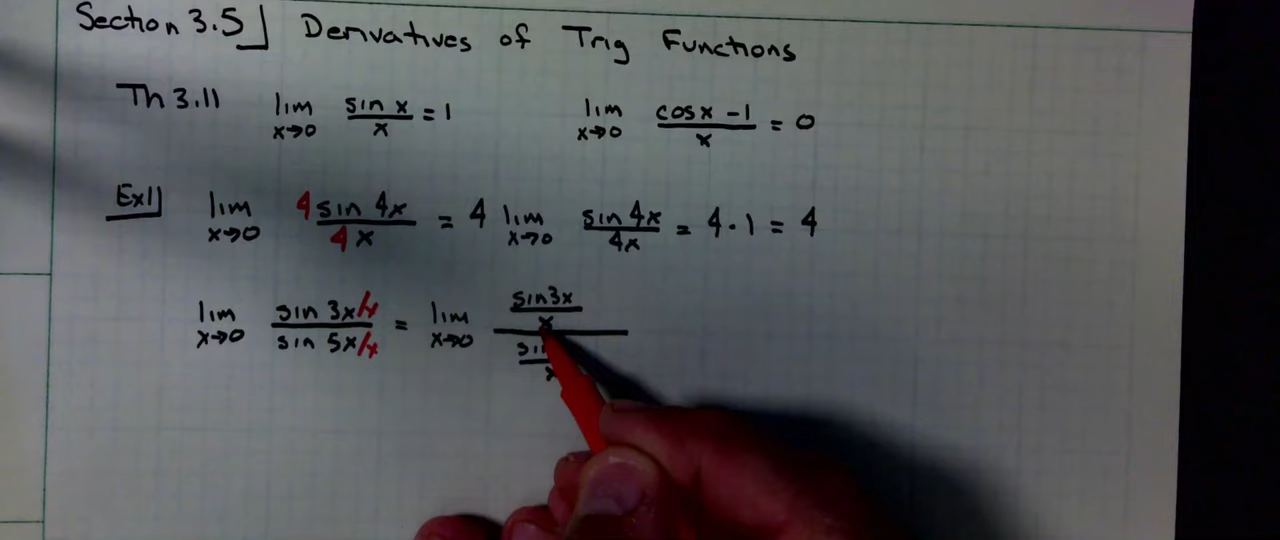 Section 3.5] Derivatives of Trig Functions
Th 3.11 lim x→0 sin x / x = 1 lim x→0 cos x - 1 / x = 0
Ex1] lim x→0 4 sin 4x / 4x = 4 lim x→0 sin 4x / 4x = 4 · 1 = 4
lim x→0 sin 3x/x / sin 5x/x = lim x→0 sin3x / x